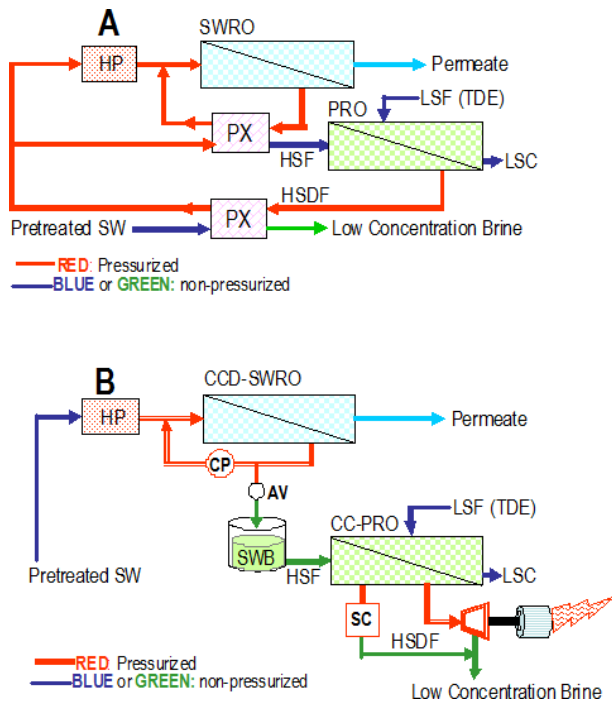 A
SWRO
HP
Permeate
LSF (TDE)
PRO
PX
HSF
LSC
HSDF
PX
Pretreated SW
Low Concentration Brine
RED: Pressurized
BLUE or GREEN: non-pressurized
B
CCD-SWRO
HP
Permeate
CP
AV
LSF (TDE)
CC-PRO
SWB
HSF
LSC
Pretreated SW
SC
HSDF
RED: Pressurized
BLUE or GREEN: non-pressurized
Low Concentration Brine